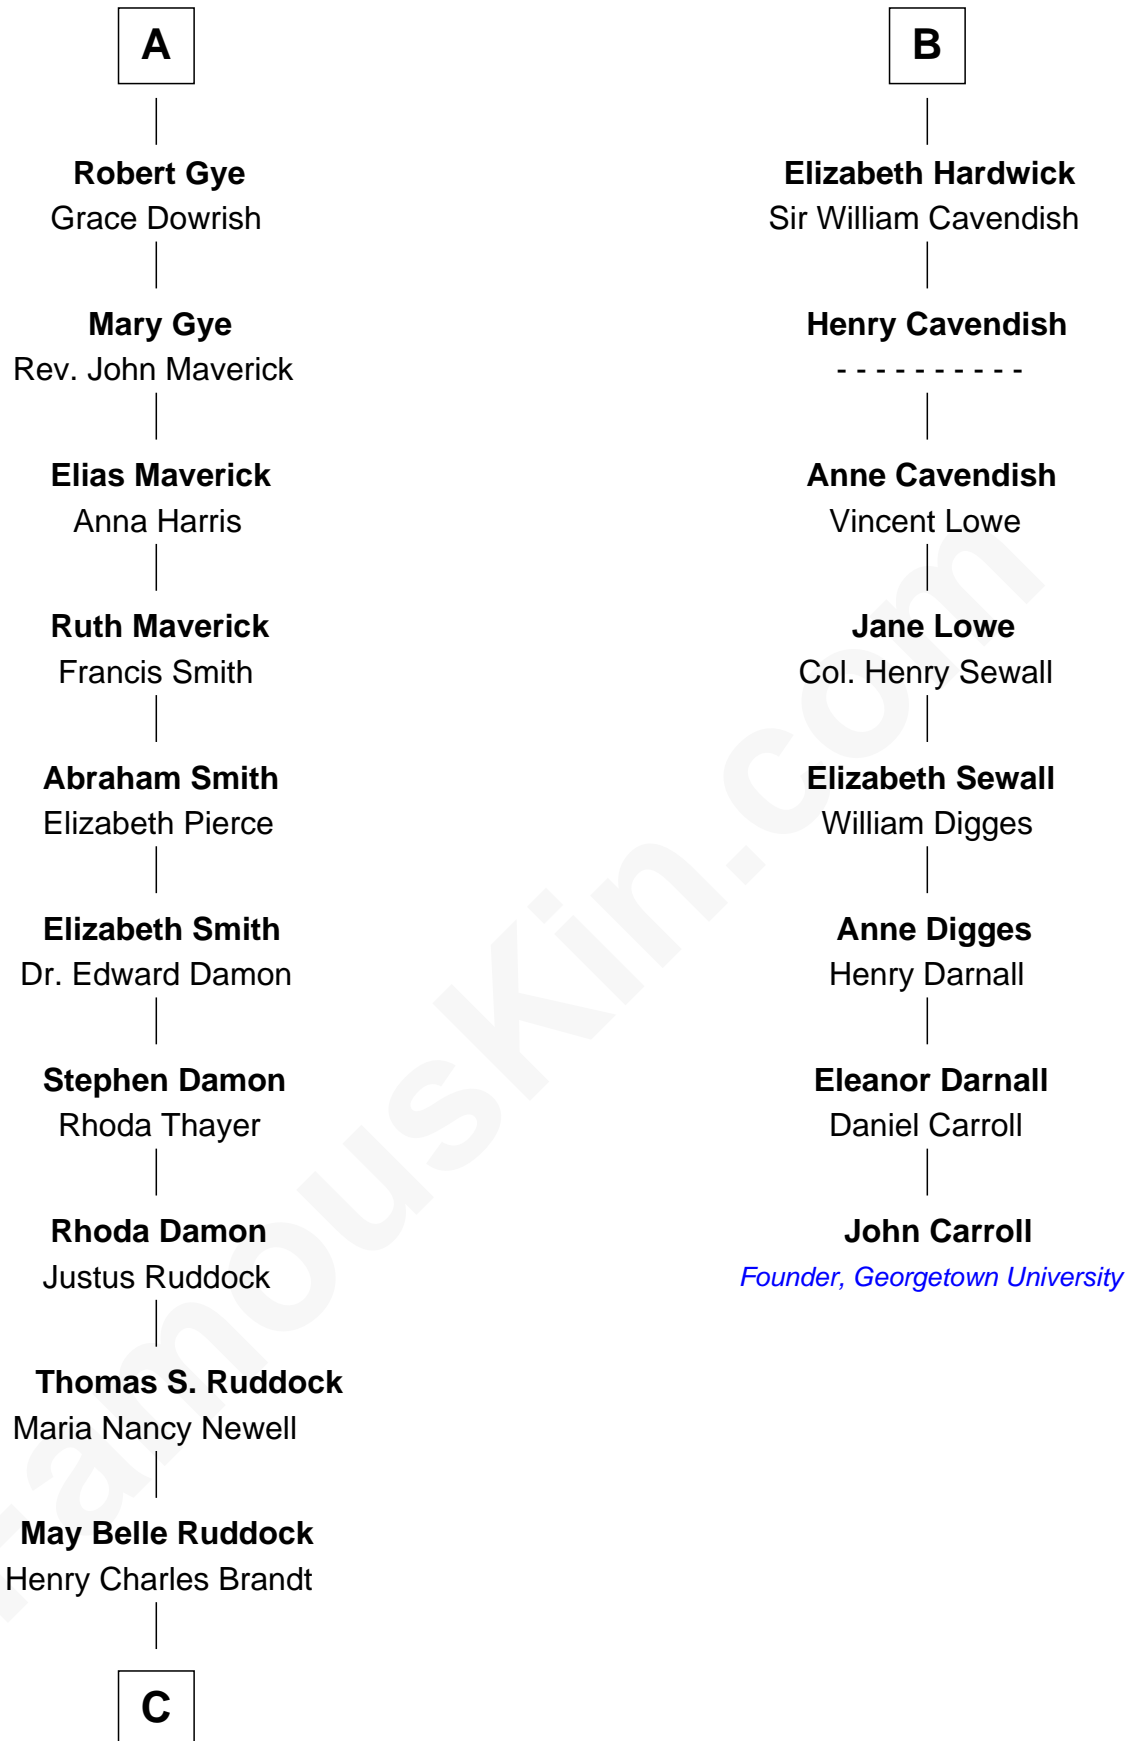 A
Robert Gye
Grace Dowrish
Mary Gye
Rev. John Maverick
Elias Maverick
Anna Harris
Ruth Maverick
Francis Smith
Abraham Smith
Elizabeth Pierce
Elizabeth Smith
Dr. Edward Damon
Stephen Damon
Rhoda Thayer
Rhoda Damon
Justus Ruddock
Thomas S. Ruddock
Maria Nancy Newell
May Belle Ruddock
Henry Charles Brandt
C
B
Elizabeth Hardwick
Sir William Cavendish
Henry Cavendish
- - - - - - - - - -
Anne Cavendish
Vincent Lowe
Jane Lowe
Col. Henry Sewall
Elizabeth Sewall
William Digges
Anne Digges
Henry Darnall
Eleanor Darnall
Daniel Carroll
John Carroll
Founder, Georgetown University
FamousKin.com